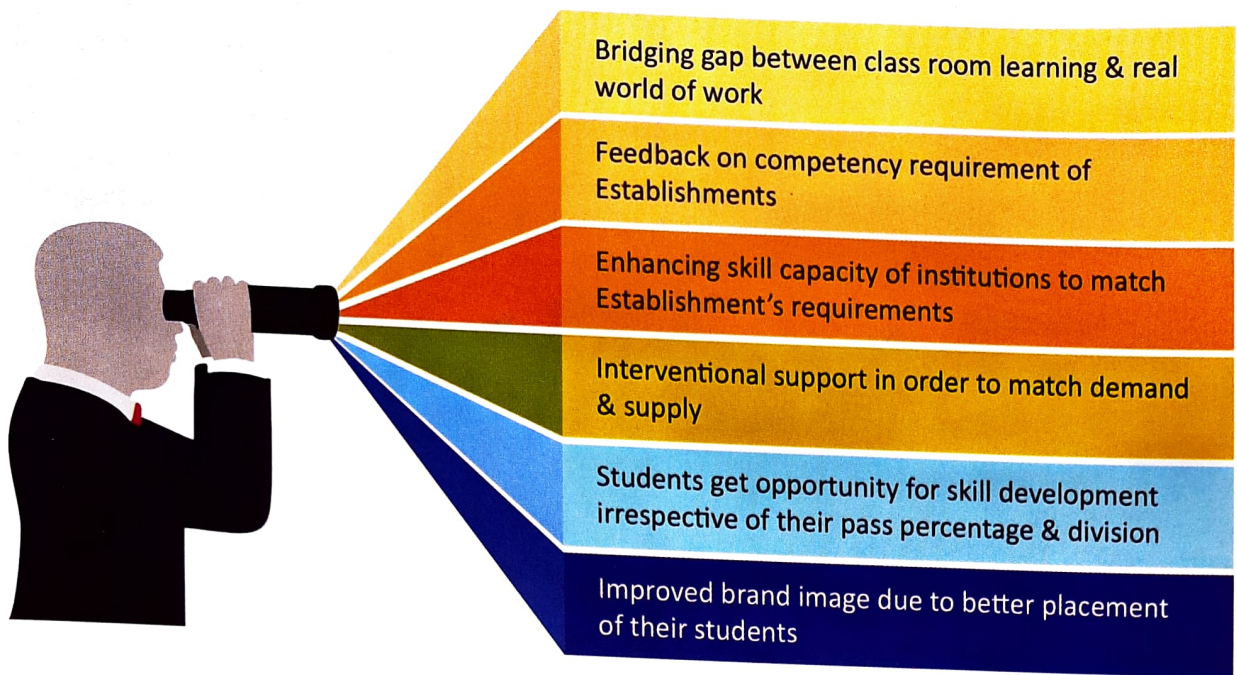 Bridging gap between class room learning & real
world of work
Feedback on competency requirement of
Establishments
Enhancing skill capacity of institutions to match
Establishment's requirements
Interventional support in order to match demand
& supply
Students get opportunity for skill development
irrespective of their pass percentage & division
Improved brand image due to better placement
of their students